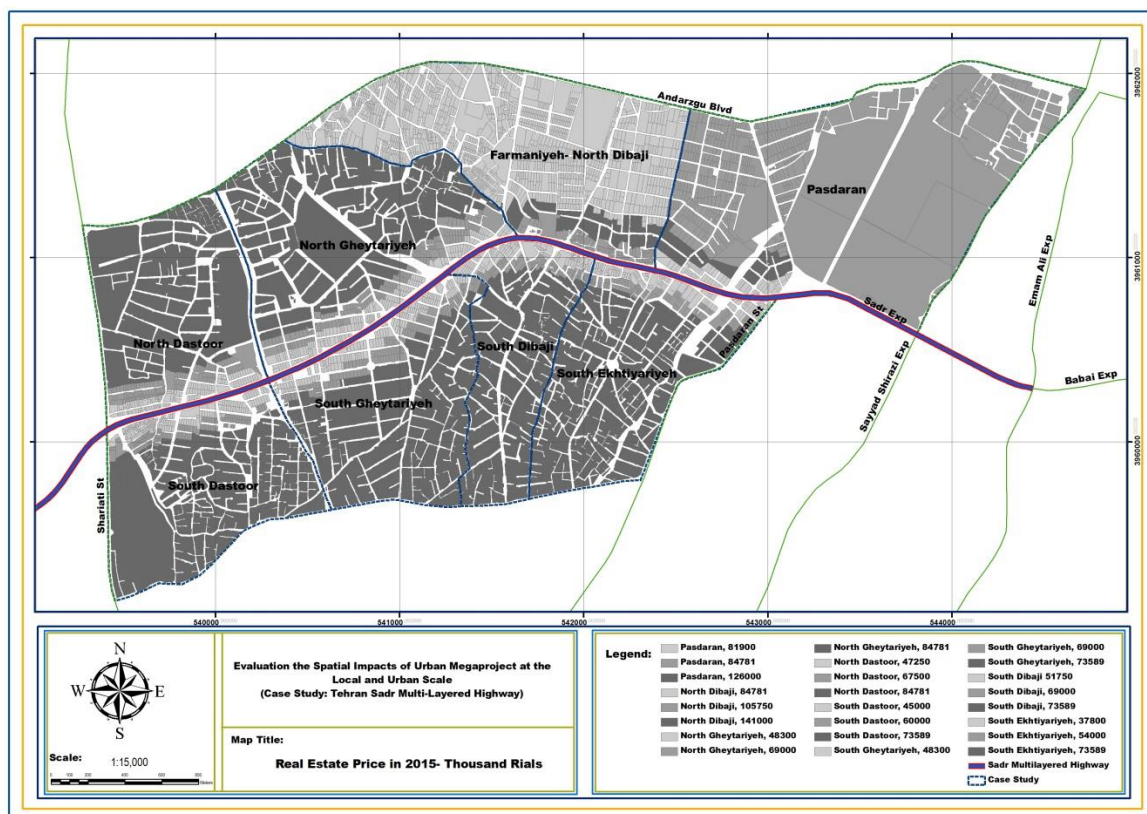 Andarzgu Blvd
Farmaniyeh- North Dibaji
Pasdaran
North Gheytariyeh
North Dastoor
South Dibaji
South Ekhtiyariyeh
South Gheytariyeh
South Dastoor
Pasdaran St
Sadr Exp
Sayyad Shirazi Exp
Emam Ali Exp
Babai Exp
Shariati St
3962000
3961000
3960000
540000
541000
542000
543000
544000
N
W E
S
Scale: 1:15,000
Evaluation the Spatial Impacts of Urban Megaproject at the
Local and Urban Scale
(Case Study: Tehran Sadr Multi-Layered Highway)
Map Title:
Real Estate Price in 2015- Thousand Rials
Legend:
Pasdaran, 81900
Pasdaran, 84781
Pasdaran, 126000
North Dibaji, 84781
North Dibaji, 105750
North Dibaji, 141000
North Gheytariyeh, 48300
North Gheytariyeh, 69000
North Gheytariyeh, 84781
North Dastoor, 47250
North Dastoor, 67500
North Dastoor, 84781
South Dastoor, 45000
South Dastoor, 60000
South Dastoor, 73589
South Gheytariyeh, 48300
South Gheytariyeh, 69000
South Gheytariyeh, 73589
South Dibaji 51750
South Dibaji, 69000
South Dibaji, 73589
South Ekhtiyariyeh, 37800
South Ekhtiyariyeh, 54000
South Ekhtiyariyeh, 73589
Sadr Multilayered Highway
Case Study